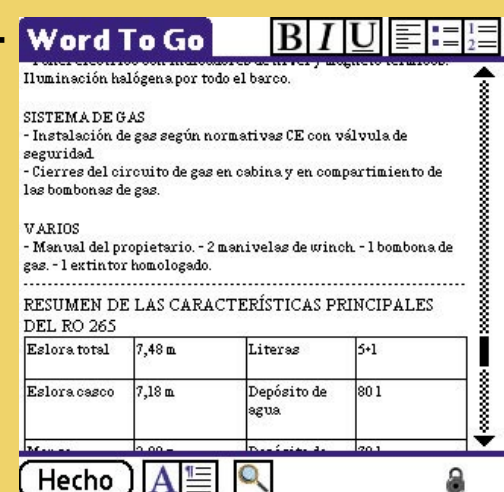 Word To Go
B I U
Iluminación halógena por todo el barco.
SISTEMA DE GAS
- Instalación de gas según normativas CE con válvula de
seguridad.
- Cierres del circuito de gas en cabina y en compartimiento de
las bombonas de gas.
VARIOS
- Manual del propietario. - 2 manivelas de winch. - 1 bombona de
gas. - 1 extintor homologado.
RESUMEN DE LAS CARACTERÍSTICAS PRINCIPALES
DEL RO 265
Eslora total 7,48 m Literas 5+1
Eslora casco 7,18 m Depósito de
agua 80 l
Hecho A